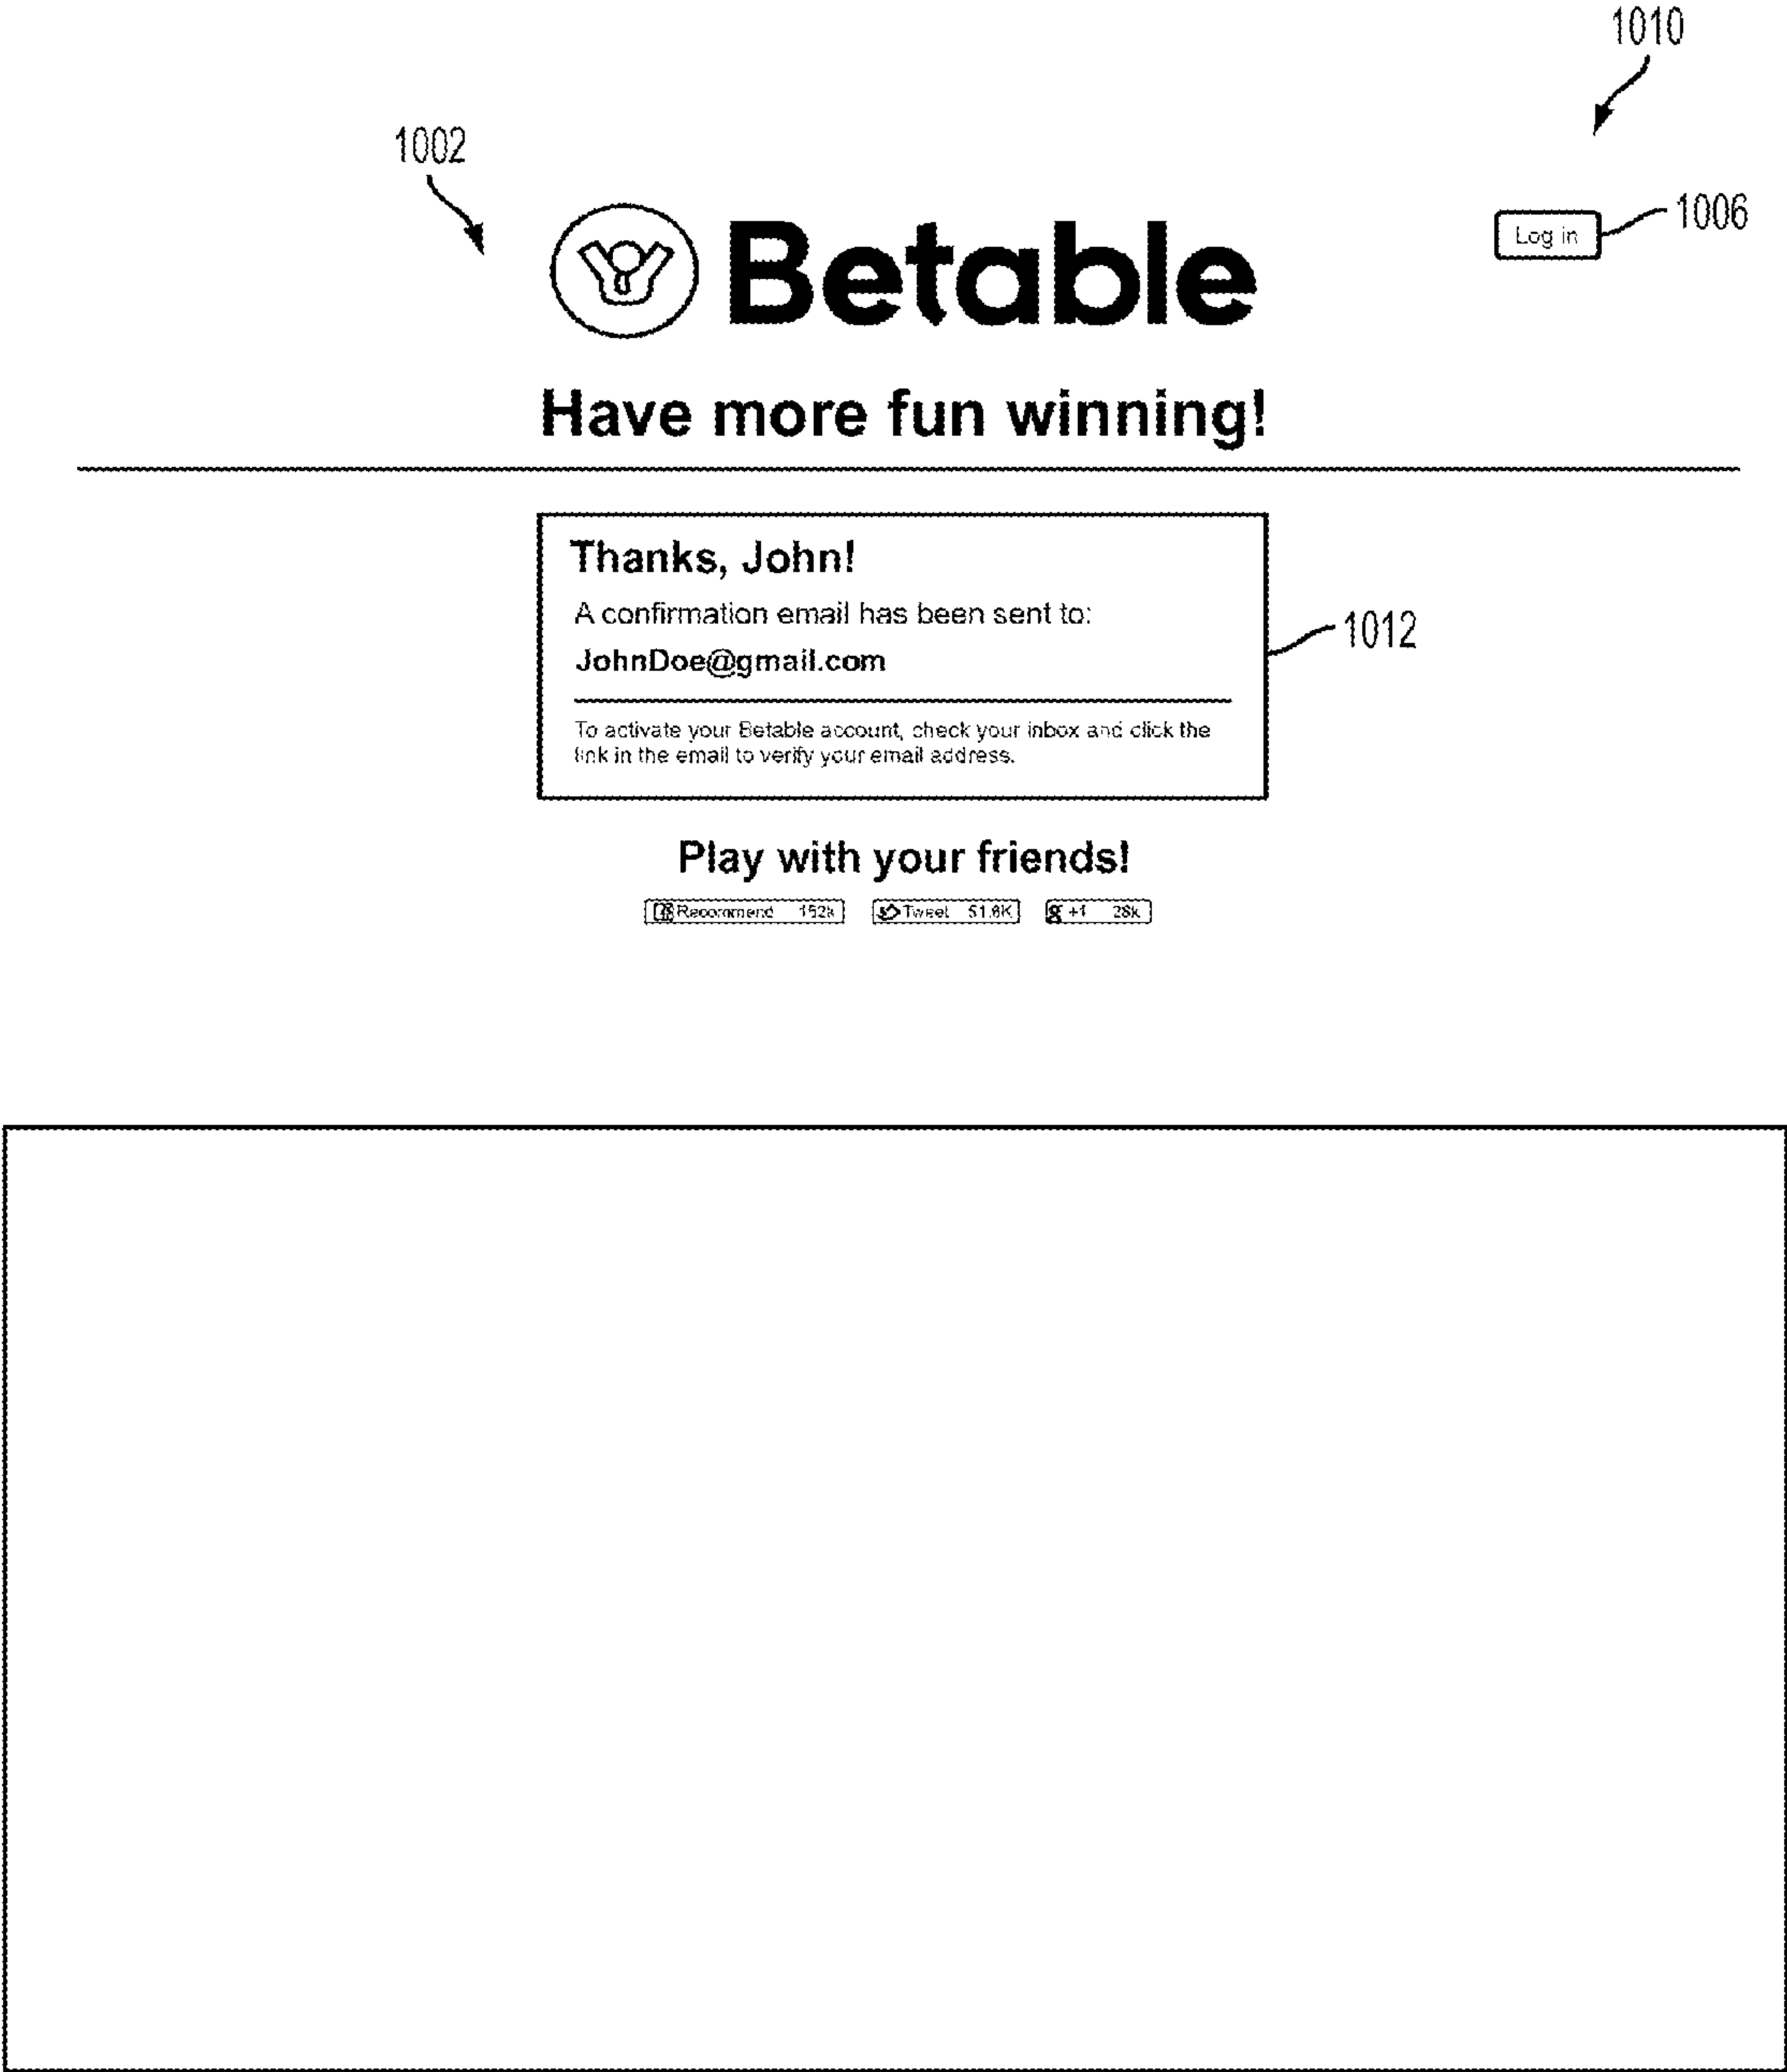 1010
1002
1006
Betable
Log in
Have more fun winning!
Thanks, John!
A confirmation email has been sent to:
1012
JohnDoe@gmail.com
To activate your Betable account, check your inbox and click the
link in the email to verify your email address.
Play with your friends!
Recommend 152k Tweet 51.6K g +1 28k